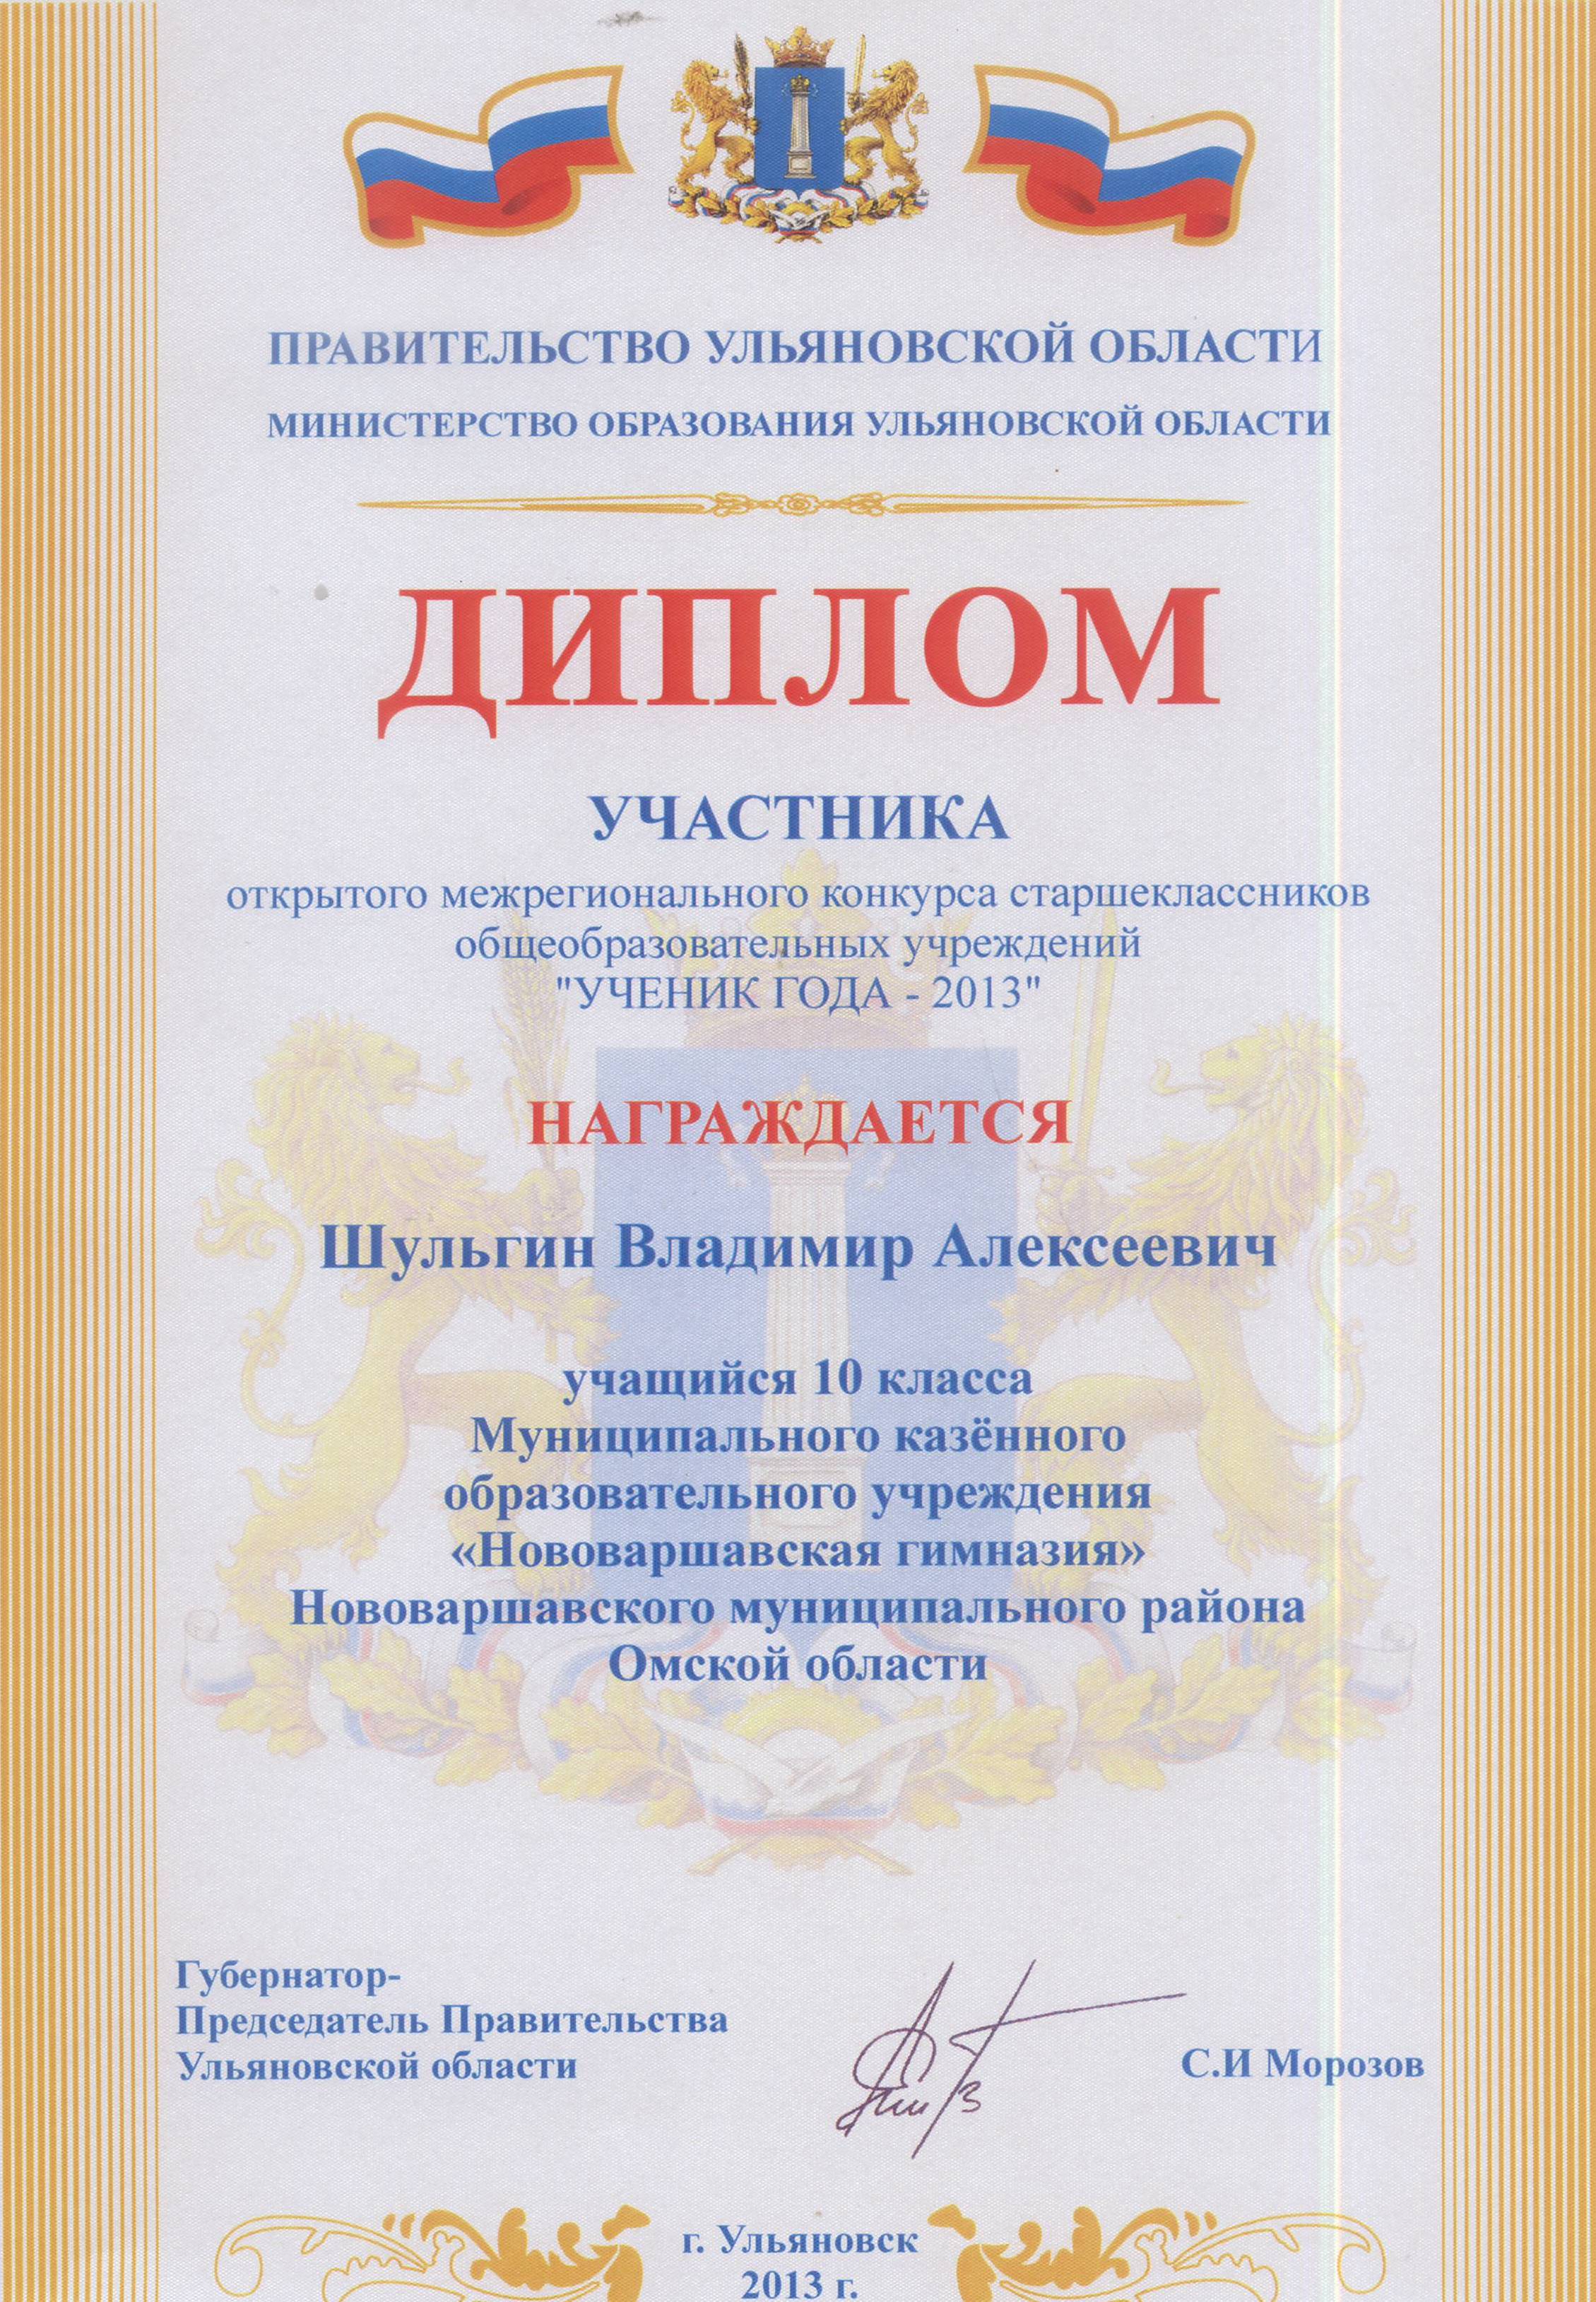 ПРАВИТЕЛЬСТВО УЛЬЯНОВСКОЙ ОБЛАСТИ
МИНИСТЕРСТВО ОБРАЗОВАНИЯ УЛЬЯНОВСКОЙ ОБЛАСТИ
ДИПЛОМ
УЧАСТНИКА
открытого межрегионального конкурса старшеклассников
общеобразовательных учреждений
"УЧЕНИК ГОДА - 2013"
НАГРАЖДАЕТСЯ
Шульгин Владимир Алексеевич
учащийся 10 класса
Муниципального казённого
образовательного учреждения
«Нововаршавская гимназия»
Нововаршавского муниципального района
Омской области
Губернатор-
Председатель Правительства
Ульяновской области
С.И Морозов
г. Ульяновск
2013 г.